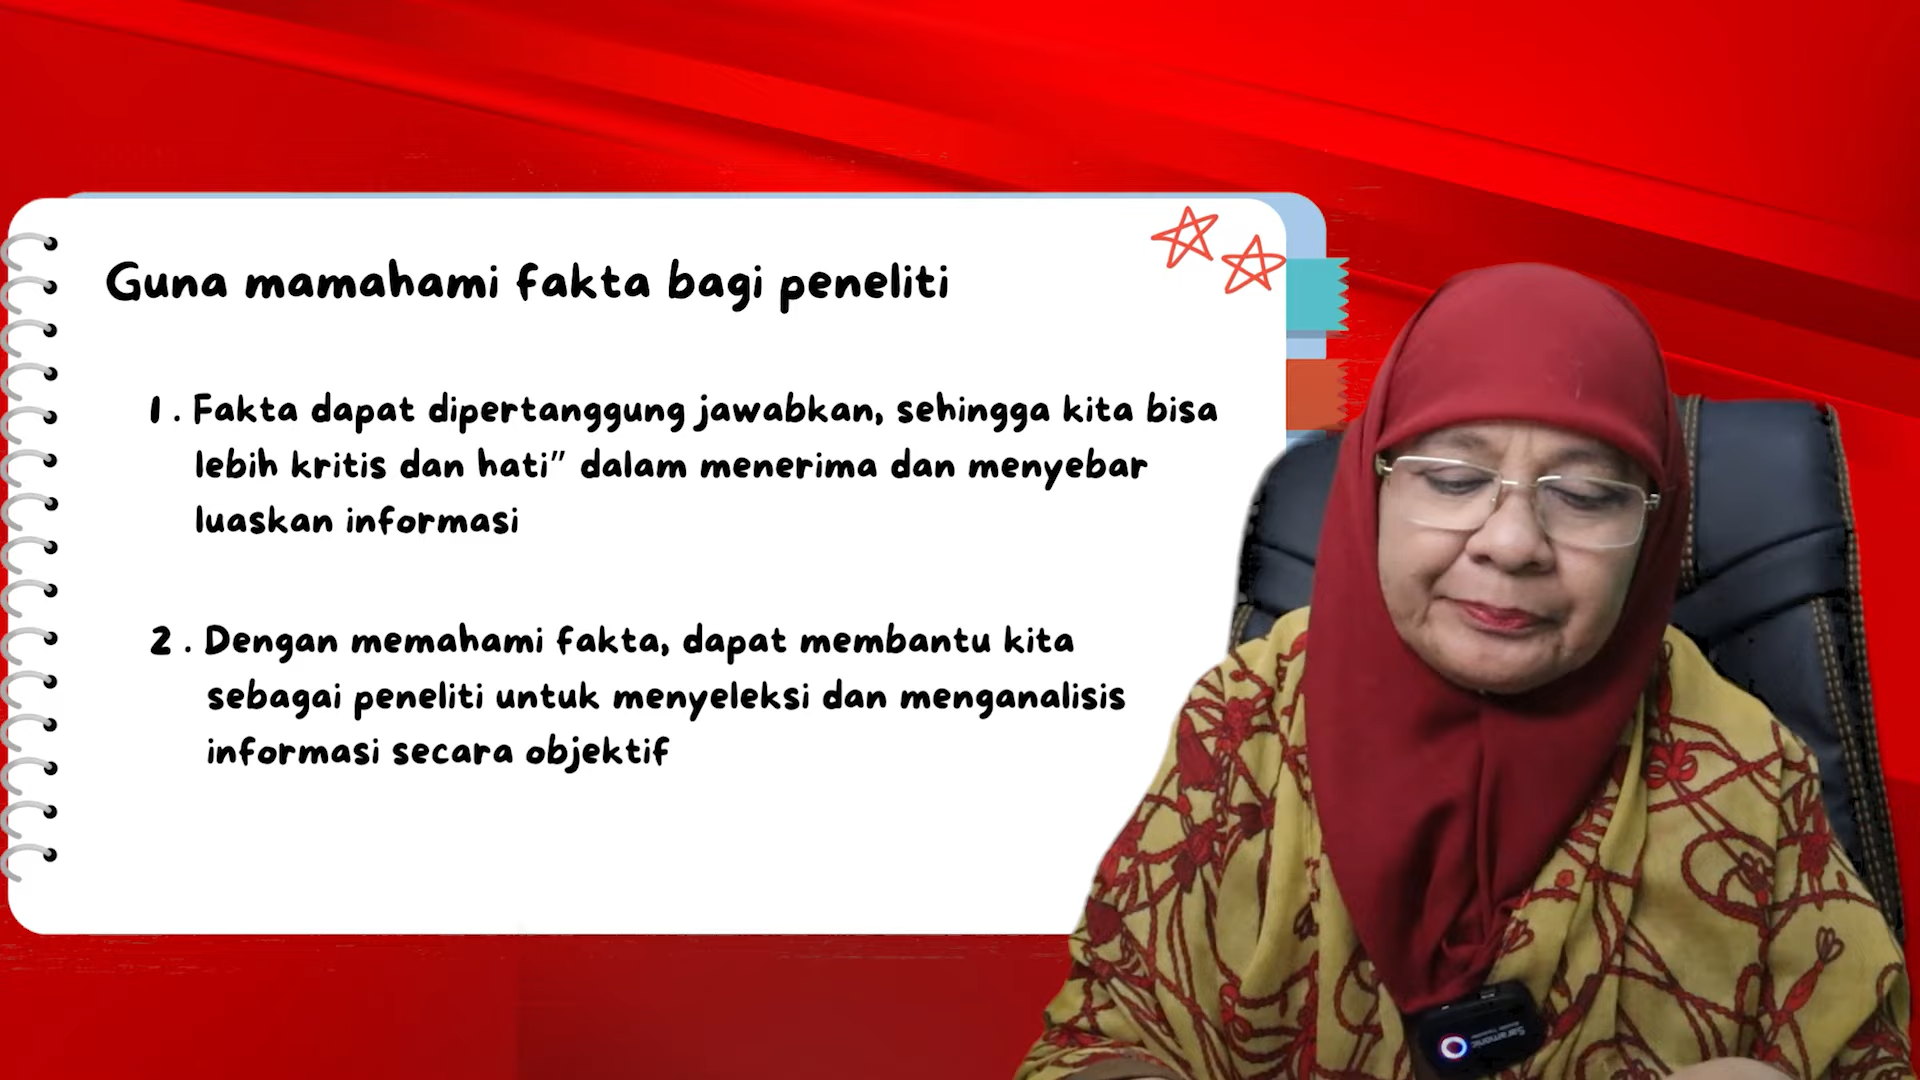 Guna mamahami fakta bagi peneliti
1. Fakta dapat dipertanggung jawabkan, sehingga kita bisa
lebih kritis dan hati" dalam menerima dan menyebar
luaskan informasi
2. Dengan memahami fakta, dapat membantu kita
sebagai peneliti untuk menyeleksi dan menganalisis
informasi secara objektif
Saramonic